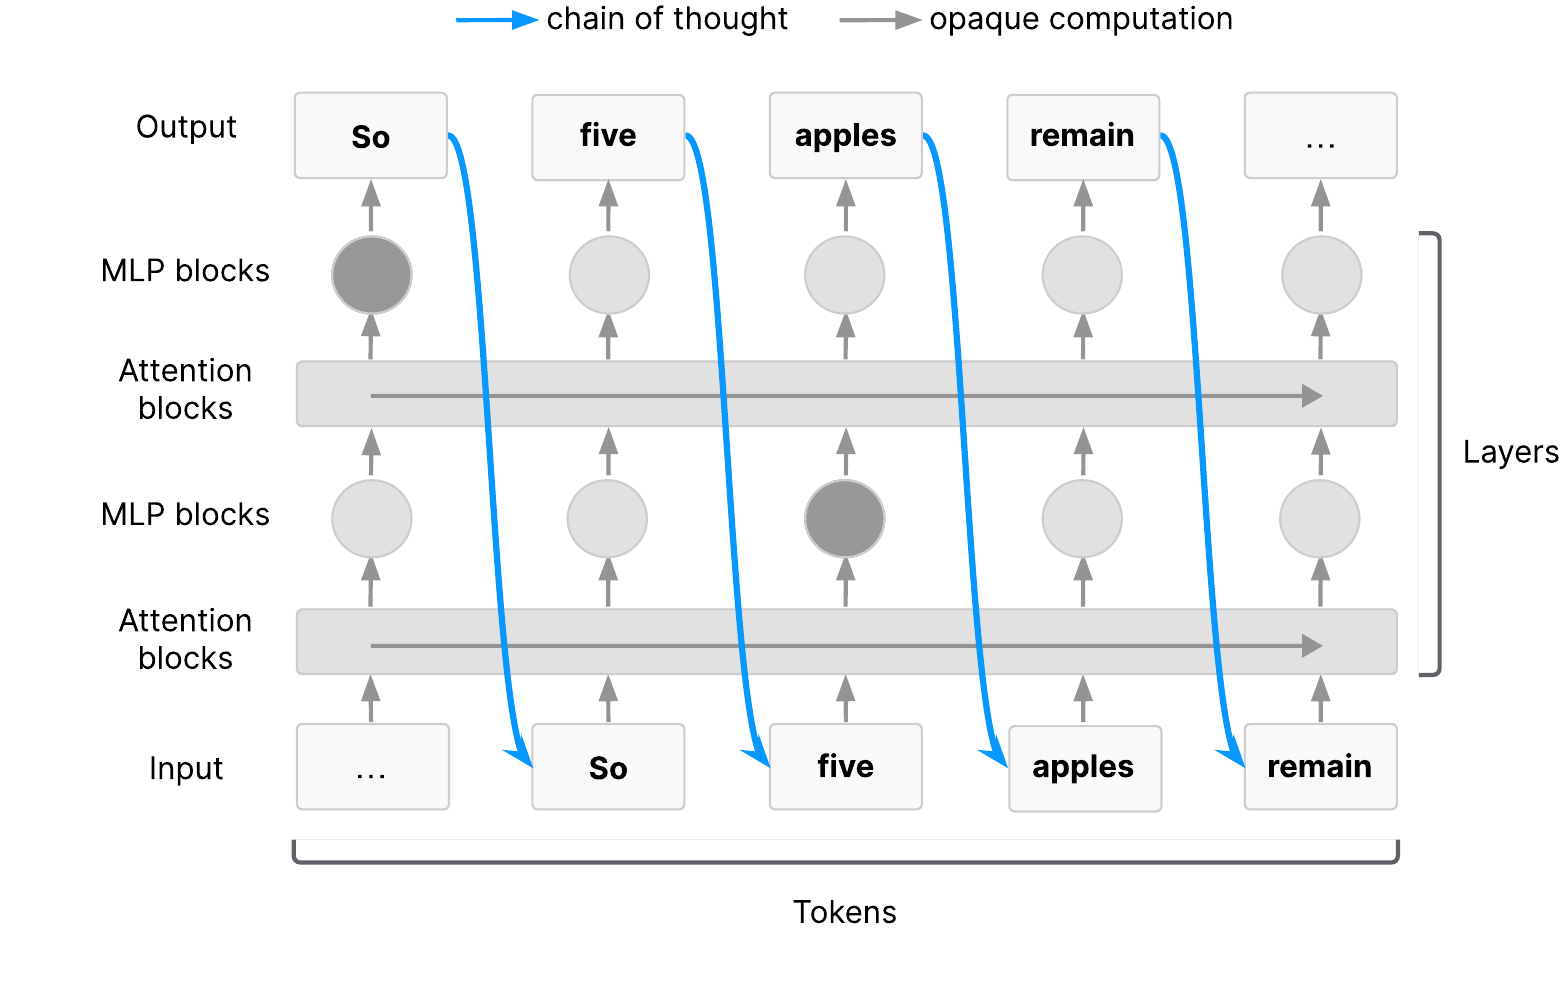 chain of thought
opaque computation
Output
So
five
apples
remain
...
MLP blocks
Attention
blocks
Layers
MLP blocks
Attention
blocks
Input
...
So
five
apples
remain
Tokens